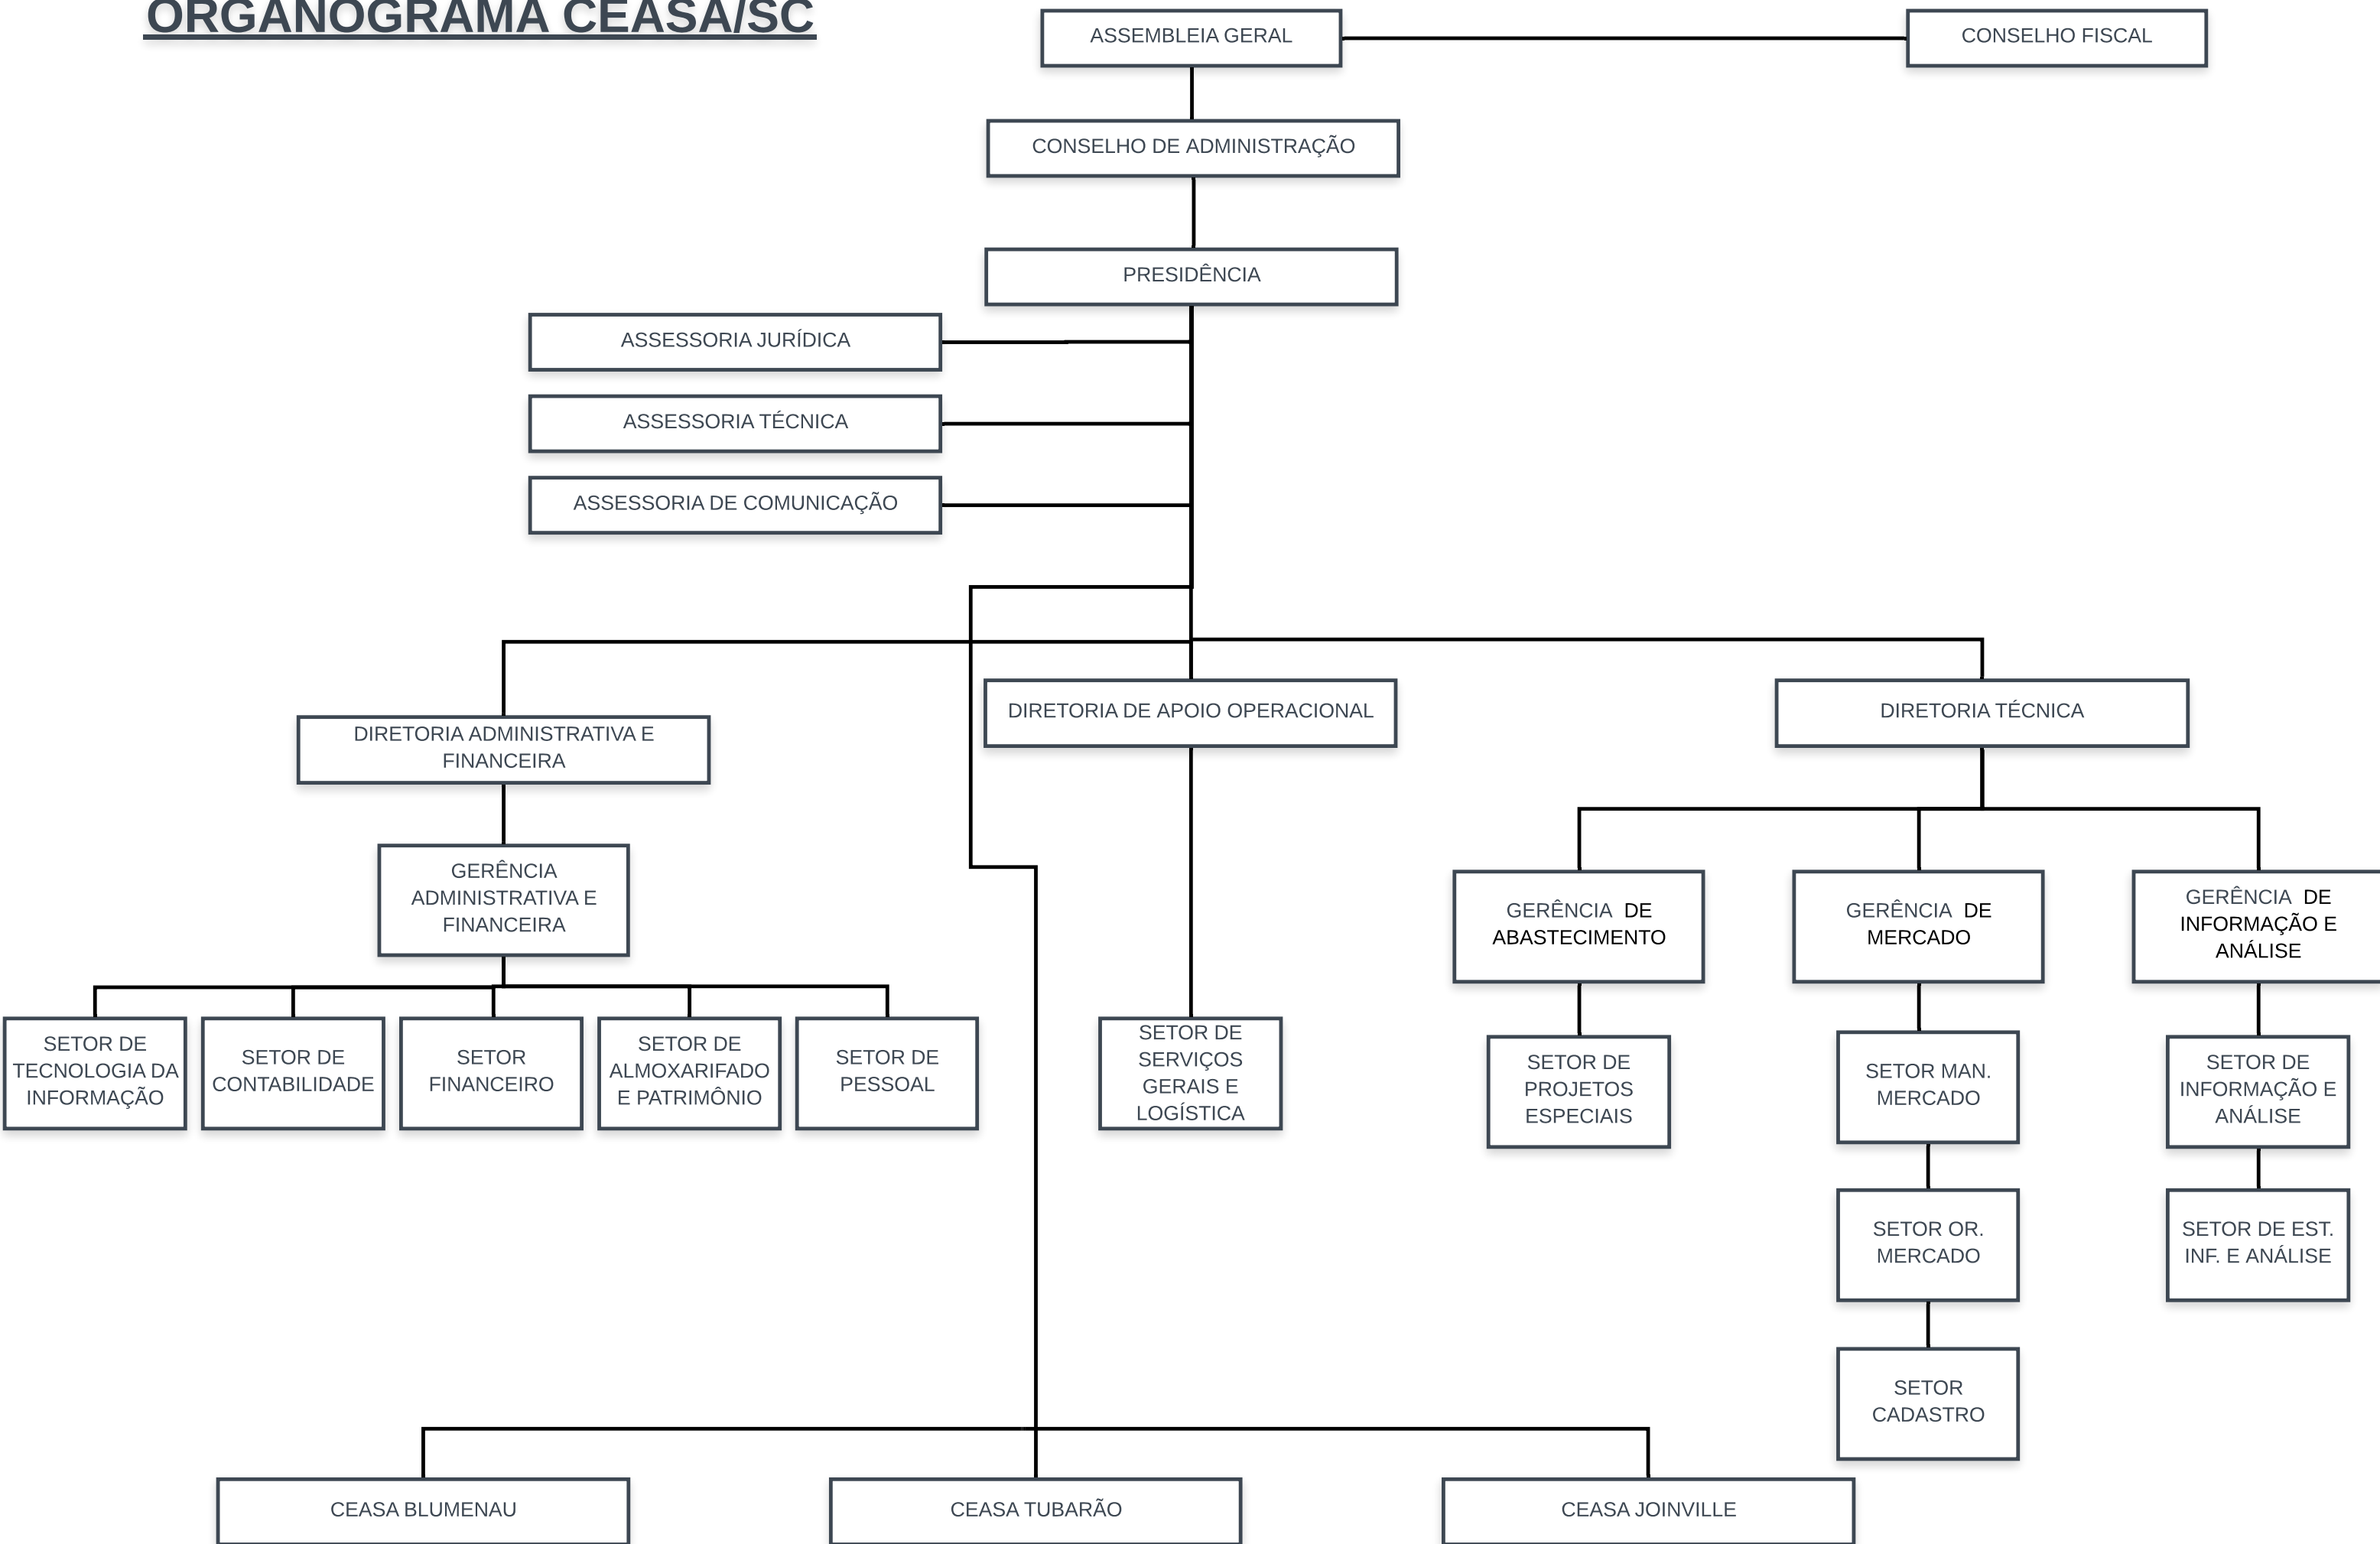 ORGANOGRAMA CEASA/SC
ASSEMBLEIA GERAL
CONSELHO FISCAL
CONSELHO DE ADMINISTRAÇÃO
PRESIDÊNCIA
ASSESSORIA JURÍDICA
ASSESSORIA TÉCNICA
ASSESSORIA DE COMUNICAÇÃO
DIRETORIA ADMINISTRATIVA E
FINANCEIRA
DIRETORIA DE APOIO OPERACIONAL
DIRETORIA TÉCNICA
GERÊNCIA
ADMINISTRATIVA E
FINANCEIRA
GERÊNCIA DE
ABASTECIMENTO
GERÊNCIA DE
MERCADO
GERÊNCIA DE
INFORMAÇÃO E
ANÁLISE
SETOR DE
TECNOLOGIA DA
INFORMAÇÃO
SETOR DE
CONTABILIDADE
SETOR
FINANCEIRO
SETOR DE
ALMOXARIFADO
E PATRIMÔNIO
SETOR DE
PESSOAL
SETOR DE
SERVIÇOS
GERAIS E
LOGÍSTICA
SETOR DE
PROJETOS
ESPECIAIS
SETOR MAN.
MERCADO
SETOR DE
INFORMAÇÃO E
ANÁLISE
SETOR OR.
MERCADO
SETOR DE EST.
INF. E ANÁLISE
SETOR
CADASTRO
CEASA BLUMENAU
CEASA TUBARÃO
CEASA JOINVILLE